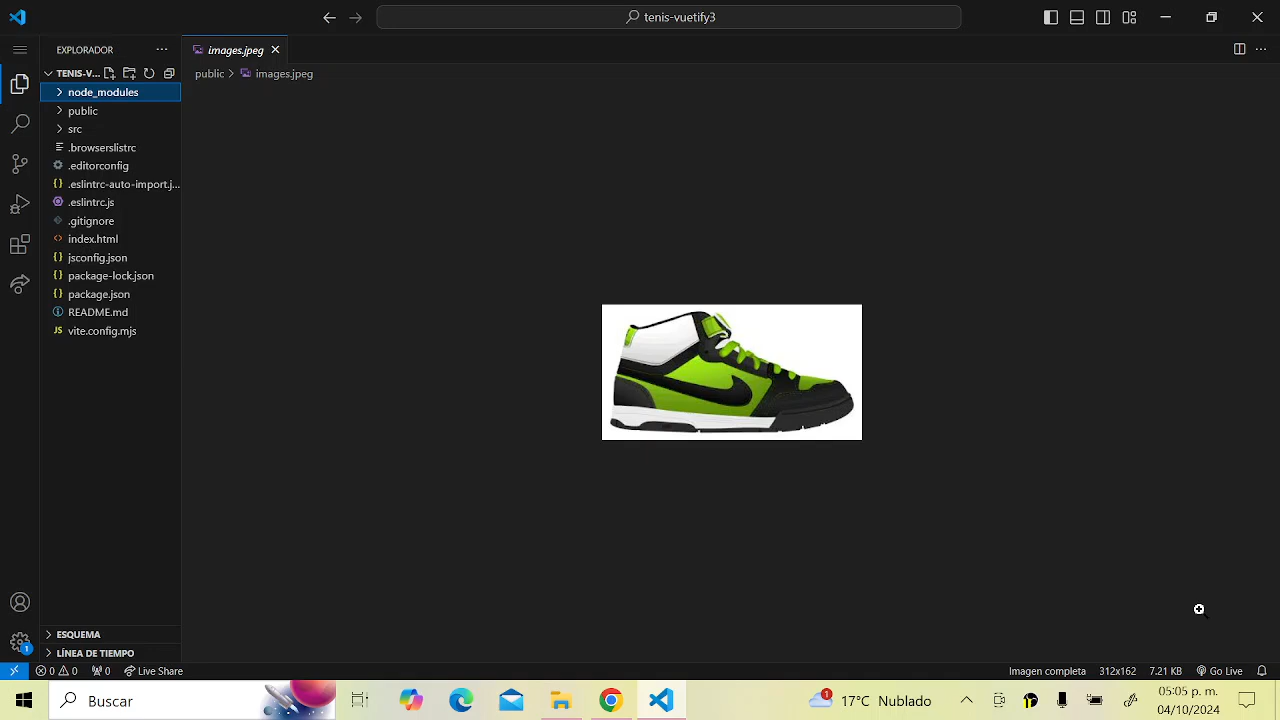 tenis-vuetify3
EXPLORADOR
images.jpeg
TENIS-V...
public
images.jpeg
node_modules
public
src
.browserslistrc
.editorconfig
.eslintrc-auto-import.j...
.eslintrc.js
.gitignore
index.html
jsconfig.json
package-lock.json
package.json
README.md
JS vite.config.mjs
ESQUEMA
LÍNEA DE TIEMPO
1
0 0 0 Live Share
Imagen completa 312x162 7.21 KB Go Live
Buscar
1 17°C Nublado
05:05 p. m.
04/10/2024